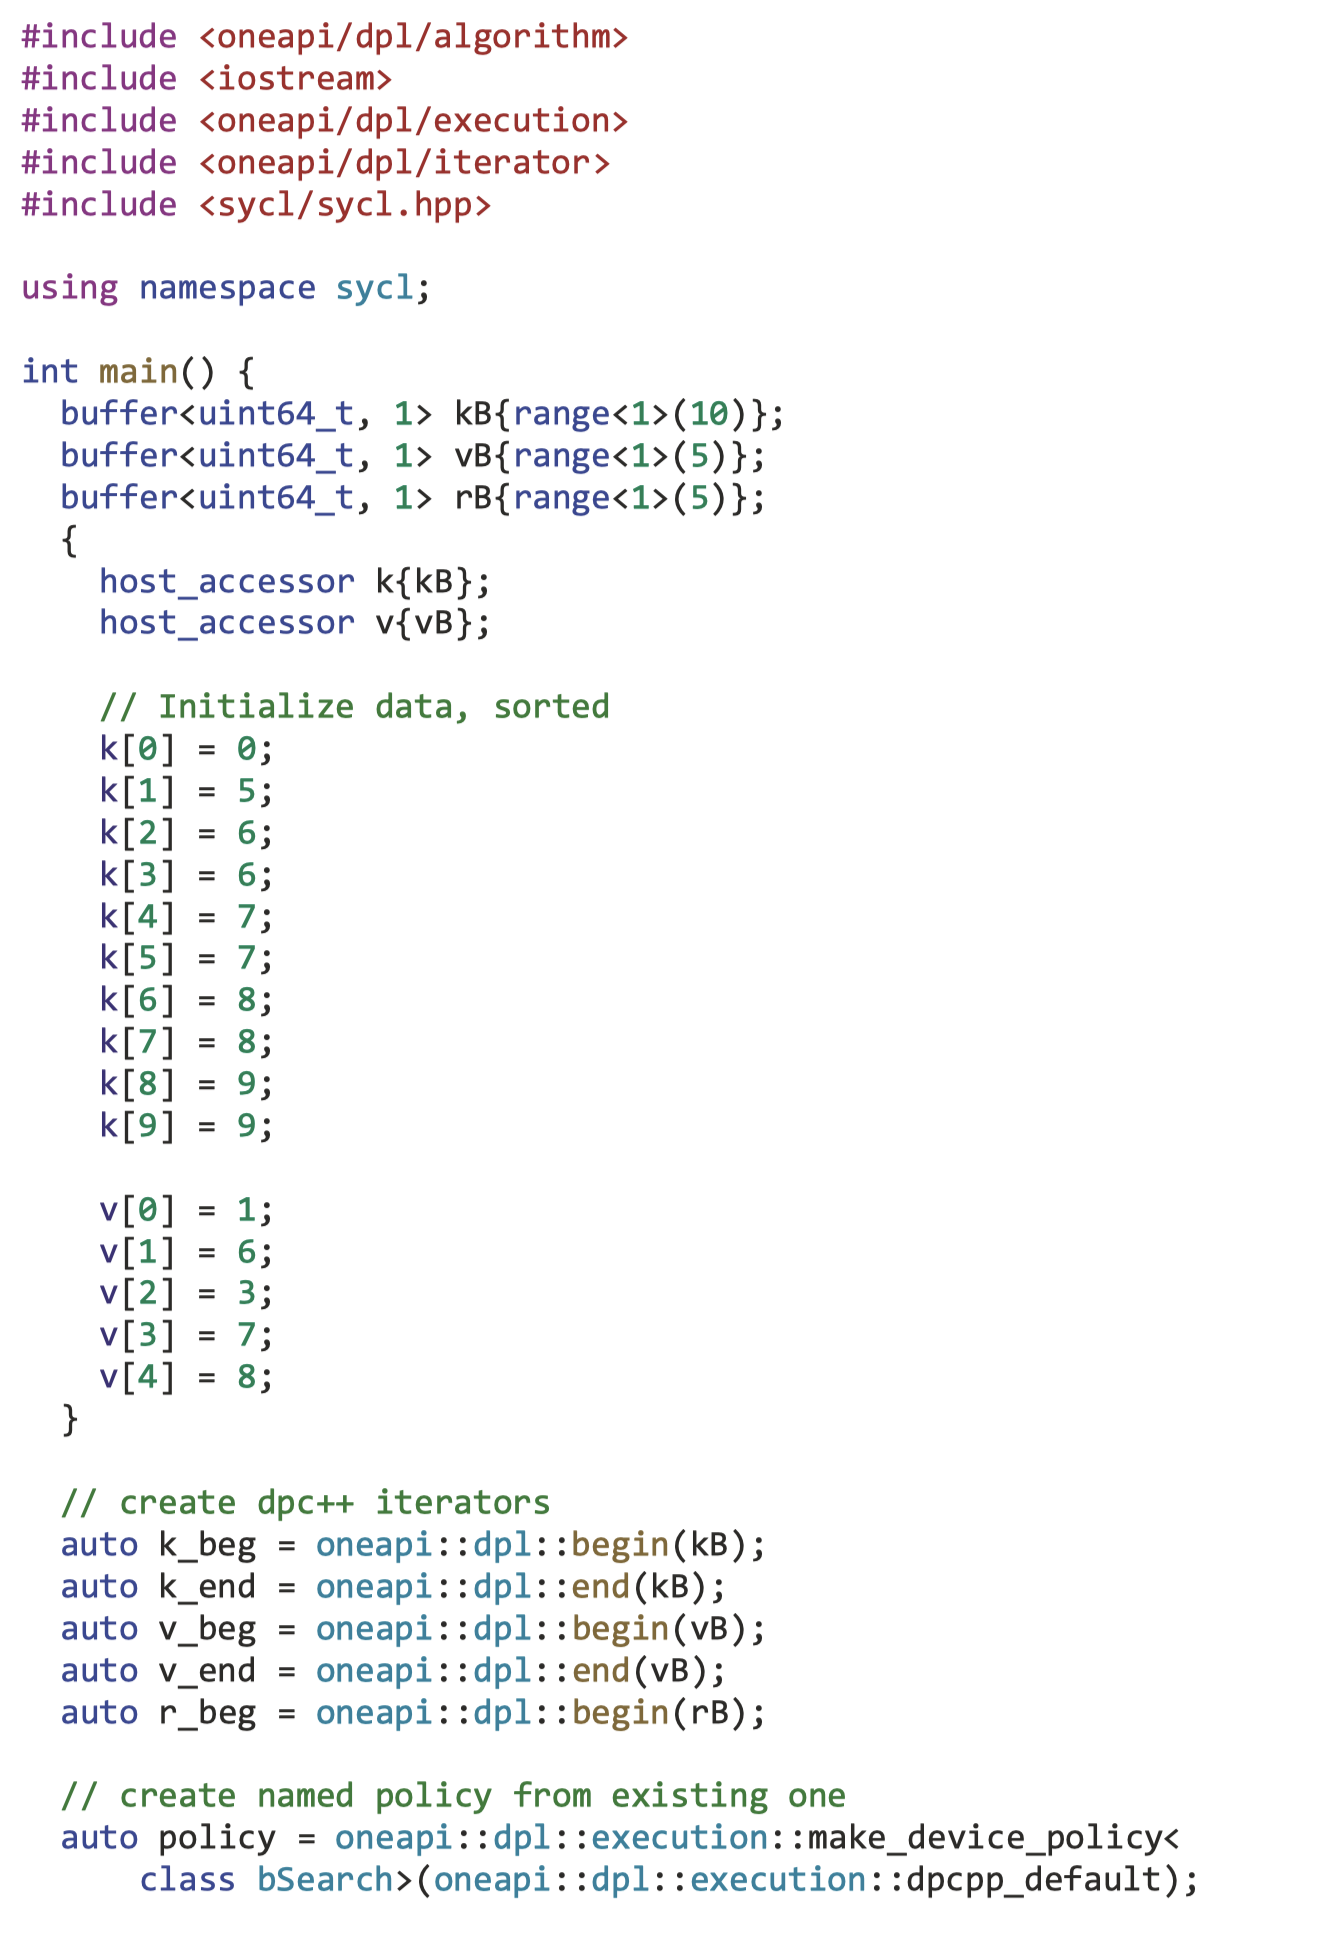 #include <oneapi/dpl/algorithm>
#include <iostream>
#include <oneapi/dpl/execution>
#include <oneapi/dpl/iterator>
#include <sycl/sycl.hpp>

using namespace sycl;

int main() {
  buffer<uint64_t, 1> kB{range<1>(10)};
  buffer<uint64_t, 1> vB{range<1>(5)};
  buffer<uint64_t, 1> rB{range<1>(5)};
  {
    host_accessor k{kB};
    host_accessor v{vB};

    // Initialize data, sorted
    k[0] = 0;
    k[1] = 5;
    k[2] = 6;
    k[3] = 6;
    k[4] = 7;
    k[5] = 7;
    k[6] = 8;
    k[7] = 8;
    k[8] = 9;
    k[9] = 9;

    v[0] = 1;
    v[1] = 6;
    v[2] = 3;
    v[3] = 7;
    v[4] = 8;
  }

  // create dpc++ iterators
  auto k_beg = oneapi::dpl::begin(kB);
  auto k_end = oneapi::dpl::end(kB);
  auto v_beg = oneapi::dpl::begin(vB);
  auto v_end = oneapi::dpl::end(vB);
  auto r_beg = oneapi::dpl::begin(rB);

  // create named policy from existing one
  auto policy = oneapi::dpl::execution::make_device_policy<
      class bSearch>(oneapi::dpl::execution::dpcpp_default);